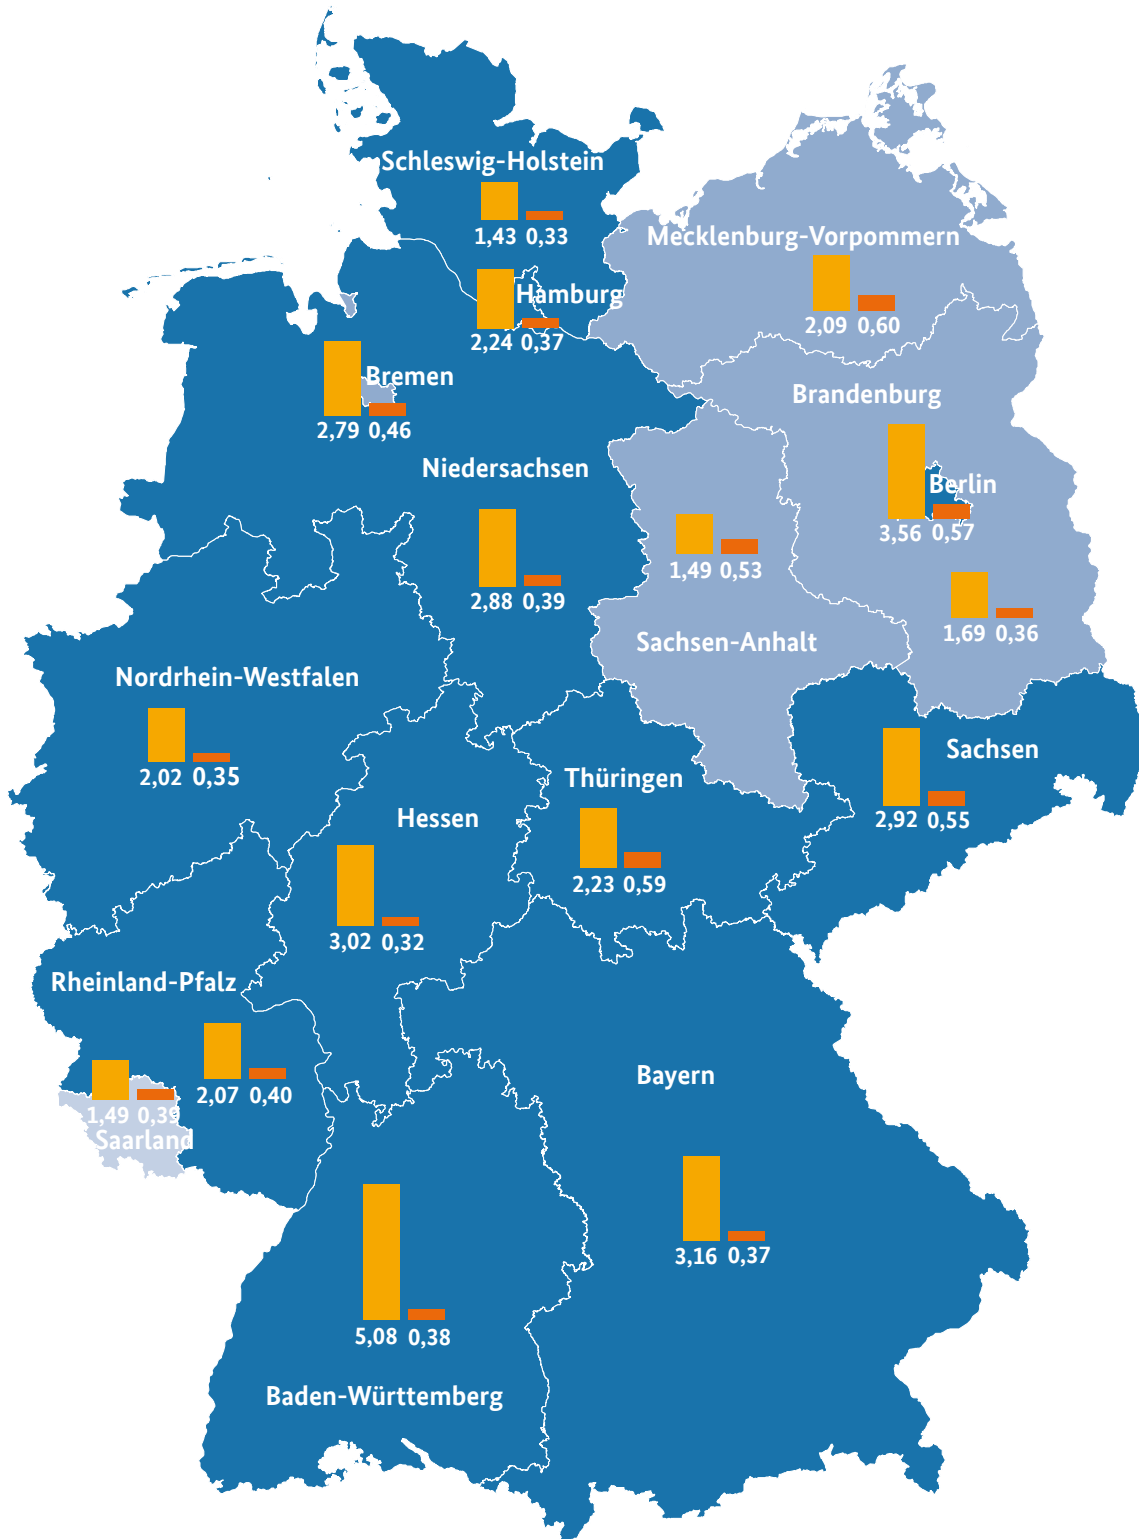 Schleswig-Holstein
1,43 0,33
Mecklenburg-Vorpommern
2,09 0,60
Hamburg
2,24 0,37
Bremen
2,79 0,46
Brandenburg
Niedersachsen
2,88 0,39
Berlin
3,56 0,57
1,49 0,53
Sachsen-Anhalt
1,69 0,36
Nordrhein-Westfalen
2,02 0,35
Sachsen
2,92 0,55
Thüringen
2,23 0,59
Hessen
3,02 0,32
Rheinland-Pfalz
2,07 0,40
1,49 0,39
Saarland
Bayern
3,16 0,37
5,08 0,38
Baden-Württemberg